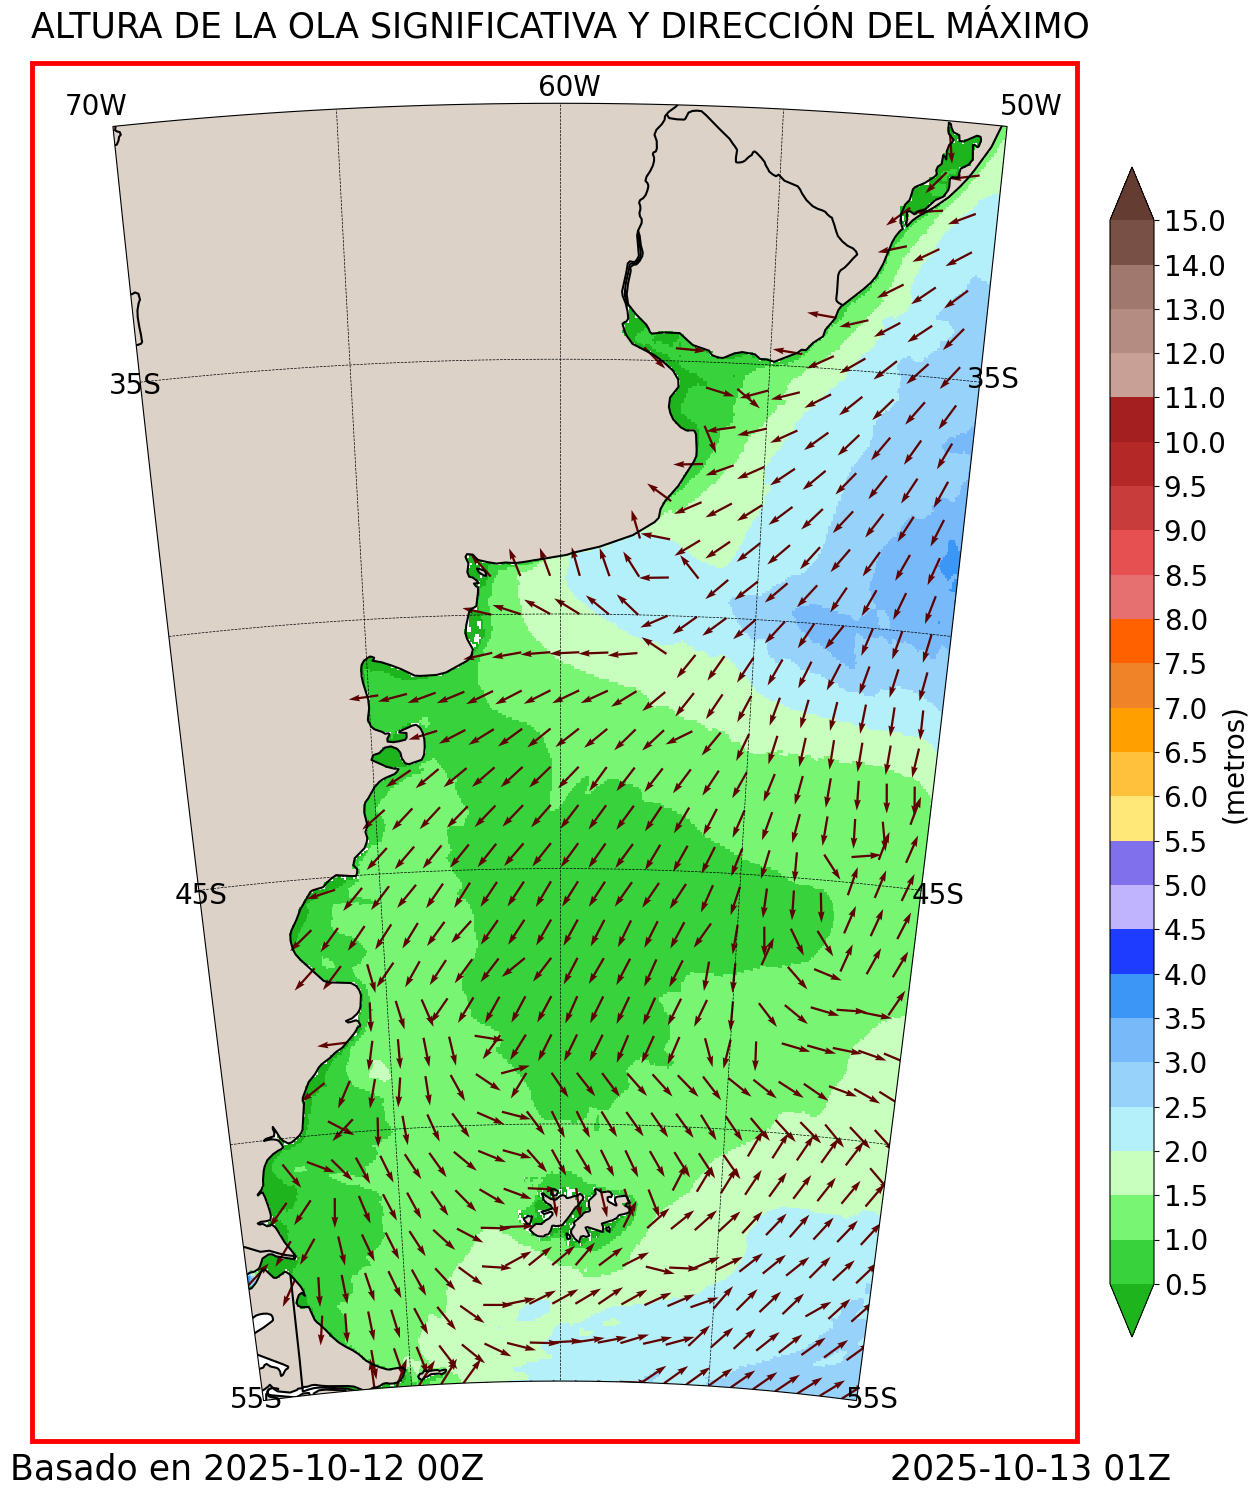 ALTURA DE LA OLA SIGNIFICATIVA Y DIRECCIÓN DEL MÁXIMO
70W
60W
50W
35S
35S
45S
45S
55S
55S
15.0
14.0
13.0
12.0
11.0
10.0
9.5
9.0
8.5
8.0
7.5
7.0
6.5
6.0
5.5
5.0
4.5
4.0
3.5
3.0
2.5
2.0
1.5
1.0
0.5
(metros)
Basado en 2025-10-12 00Z
2025-10-13 01Z